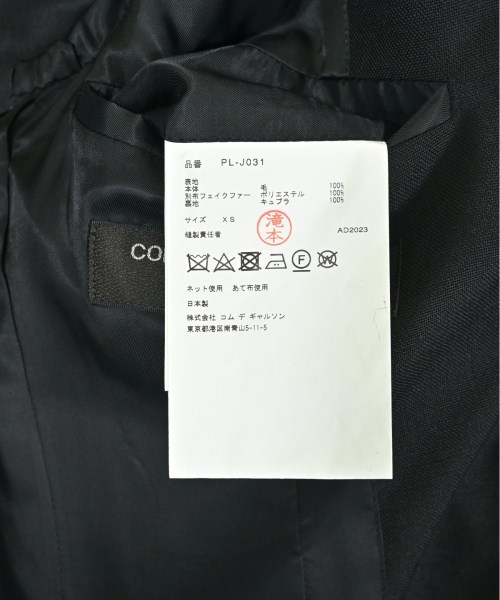 品番 PL-J031
表地
本体 毛 100%
別布フェイクファー ポリエステル 100%
裏地 キュプラ 100%
サイズ XS
縫製責任者 滝本 AD2023
ネット使用 あて布使用
日本製
株式会社 コム デ ギャルソン
東京都港区南青山5-11-5
CO